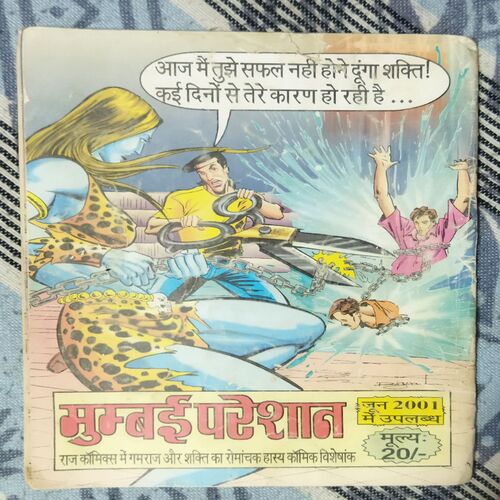 आज मैं तुझे सफल नही होने दूंगा शक्ति!
कई दिनों से तेरे कारण हो रही है ...
मुम्बई परेशान
जून 2001
में उपलब्ध
मूल्य:
20/-
राज कॉमिक्स में गमराज और शक्ति का रोमांचक हास्य कॉमिक विशेषांक